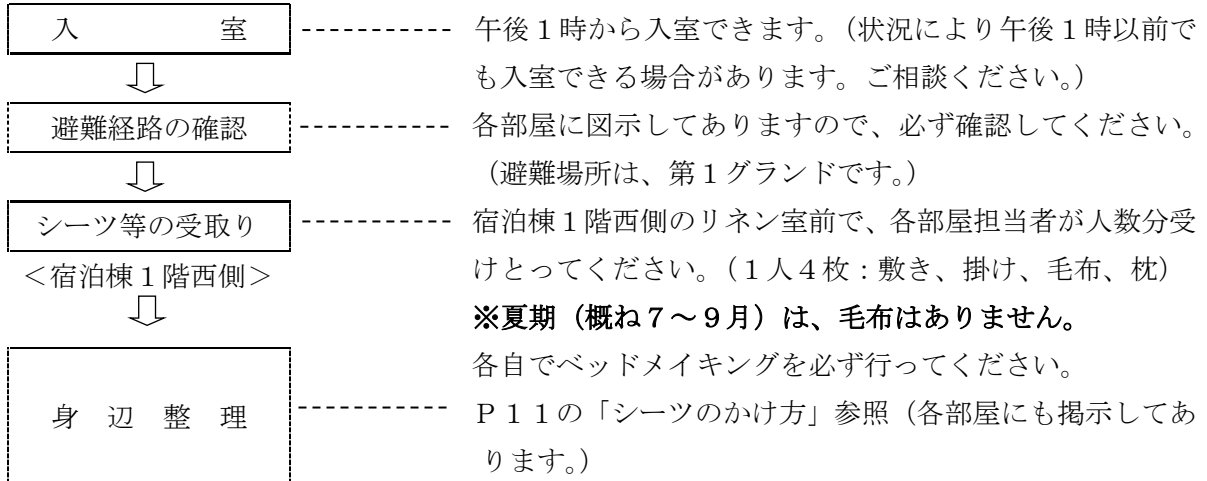 入　　　　室 ----------- 午後１時から入室できます。（状況により午後１時以前で
も入室できる場合があります。ご相談ください。）
避難経路の確認 ----------- 各部屋に図示してありますので、必ず確認してください。
（避難場所は、第１グランドです。）
シーツ等の受取り ----------- 宿泊棟１階西側のリネン室前で、各部屋担当者が人数分受
＜宿泊棟１階西側＞ けとってください。（１人４枚：敷き、掛け、毛布、枕）
※夏期（概ね７～９月）は、毛布はありません。
各自でベッドメイキングを必ず行ってください。
身　辺　整　理 ----------- Ｐ１１の「シーツのかけ方」参照（各部屋にも掲示してあ
ります。）